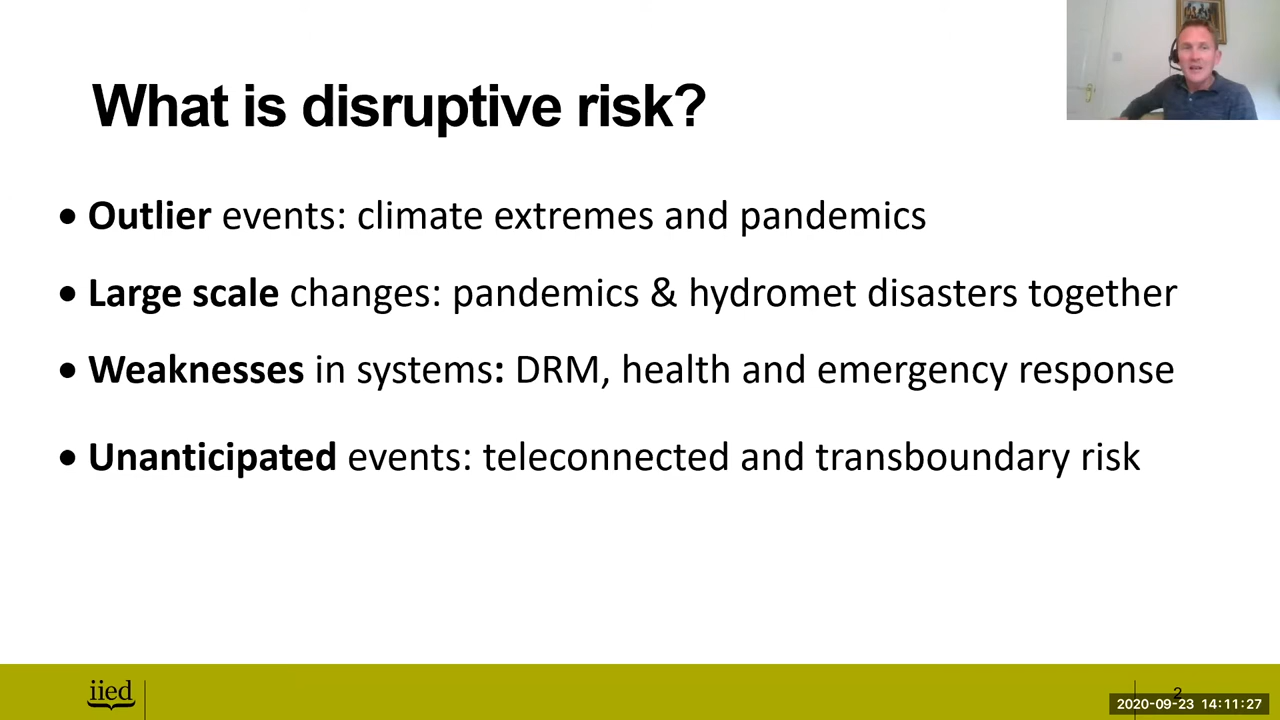 What is disruptive risk?
• Outlier events: climate extremes and pandemics
• Large scale changes: pandemics & hydromet disasters together
• Weaknesses in systems: DRM, health and emergency response
• Unanticipated events: teleconnected and transboundary risk
iied
2
2020-09-23 14:11:27